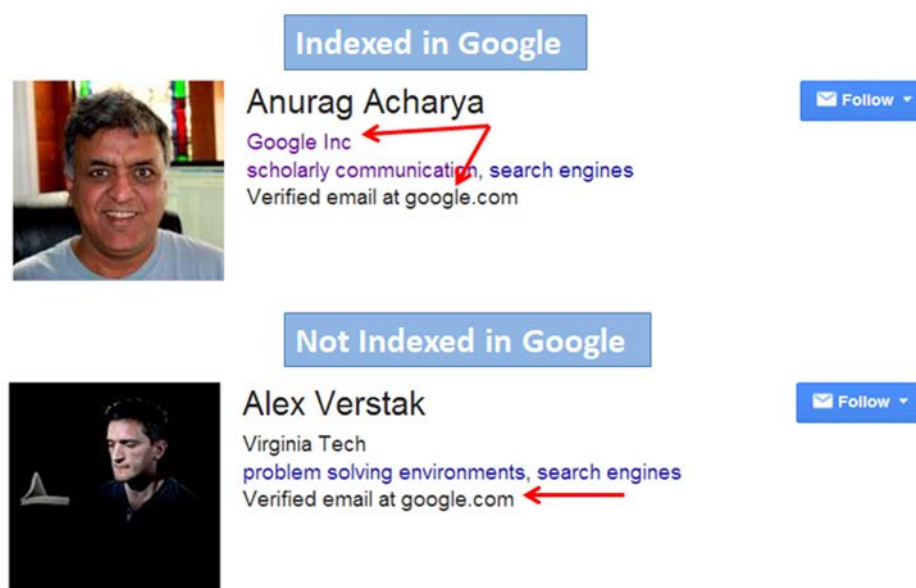 Indexed in Google
Anurag Acharya
Follow
Google Inc
scholarly communication, search engines
Verified email at google.com
Not Indexed in Google
Alex Verstak
Follow
Virginia Tech
problem solving environments, search engines
Verified email at google.com